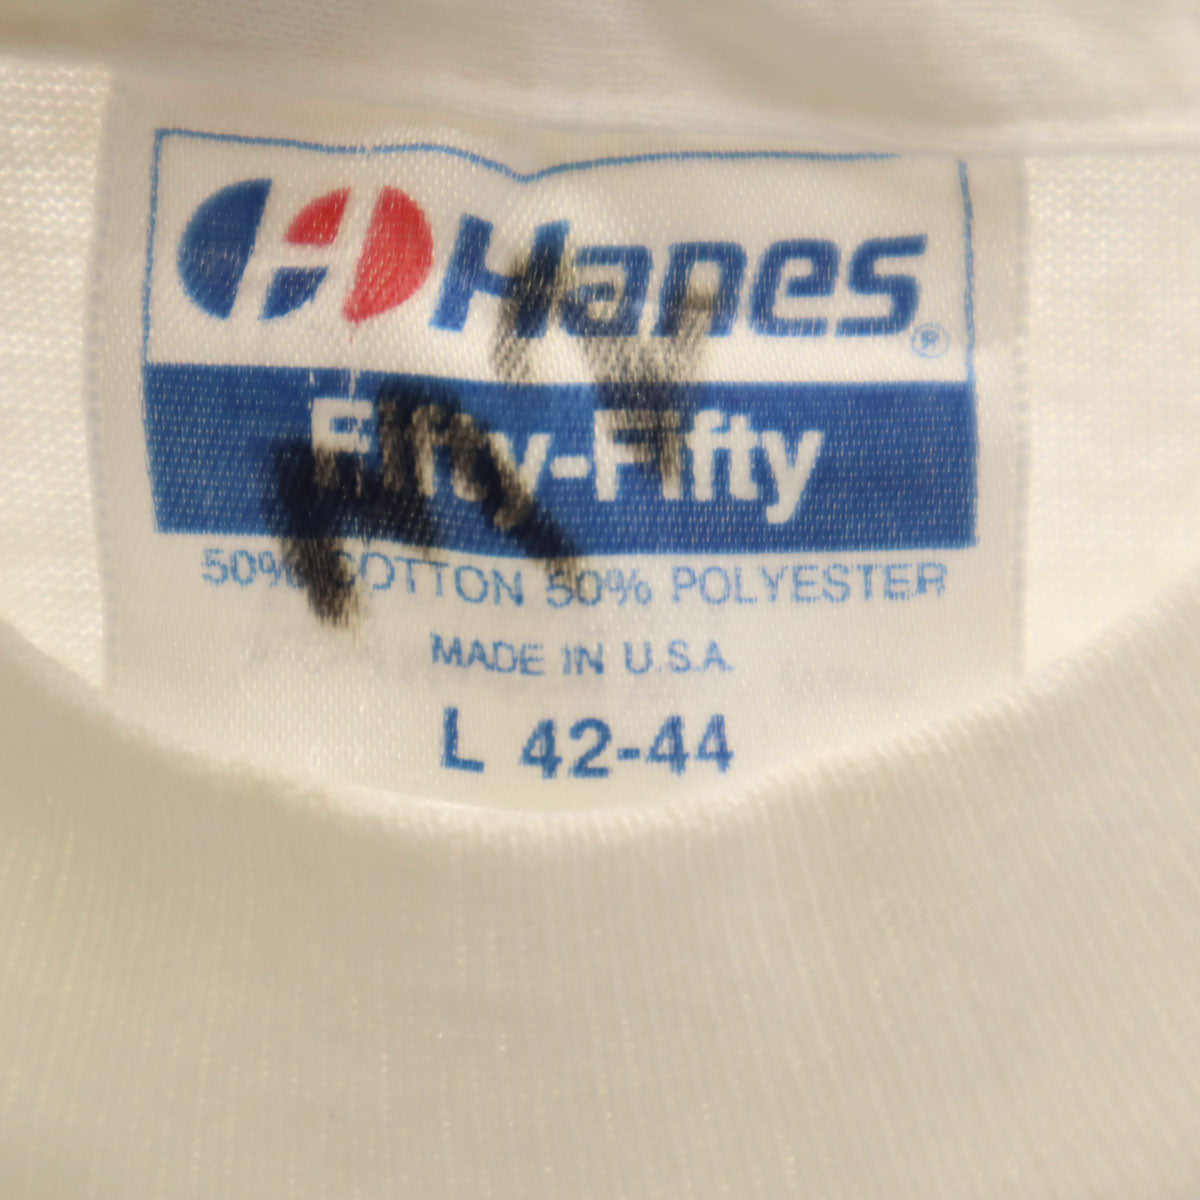 Hanes®
Fifty-Fifty
50% COTTON 50% POLYESTER
MADE IN U.S.A.
L 42-44